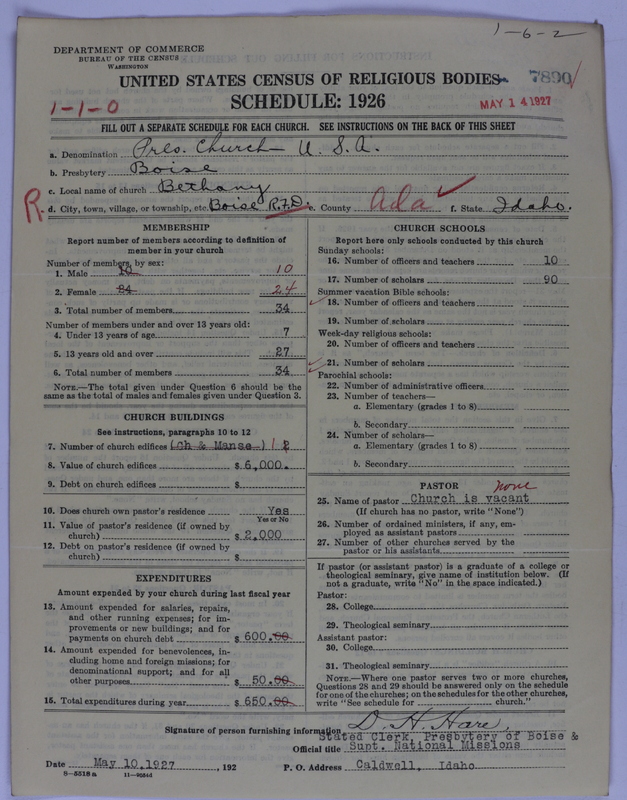 1-6-2
DEPARTMENT OF COMMERCE
BUREAU OF THE CENSUS
WASHINGTON
UNITED STATES CENSUS OF RELIGIOUS BODIES 7890
SCHEDULE: 1926
1-1-0
MAY 14 1927
FILL OUT A SEPARATE SCHEDULE FOR EACH CHURCH. SEE INSTRUCTIONS ON THE BACK OF THIS SHEET
a. Denomination Pres. Church U.S.A.
b. Presbytery Boise
c. Local name of church Bethany
R. d. City, town, village, or township, etc. Boise R.F.D. e. County Ada f. State Idaho.
MEMBERSHIP
Report number of members according to definition of
member in your church
Number of members, by sex:
1. Male 10 10
2. Female 24
3. Total number of members 34
Number of members under and over 13 years old:
4. Under 13 years of age 7
5. 13 years old and over 27
6. Total number of members 34
NOTE.—The total given under Question 6 should be the
same as the total of males and females given under Question 3.
CHURCH BUILDINGS
See instructions, paragraphs 10 to 12
7. Number of church edifices (Ch & Manse) 1 2
8. Value of church edifices $ 6,000.
9. Debt on church edifices $
10. Does church own pastor's residence Yes
Yes or No
11. Value of pastor's residence (if owned by
church) $ 2,000
12. Debt on pastor's residence (if owned by
church) $
EXPENDITURES
Amount expended by your church during last fiscal year
13. Amount expended for salaries, repairs,
and other running expenses; for im-
provements or new buildings; and for
payments on church debt $ 600.00
14. Amount expended for benevolences, in-
cluding home and foreign missions; for
denominational support; and for all
other purposes $ 50.00
15. Total expenditures during year $ 650.00
CHURCH SCHOOLS
Report here only schools conducted by this church
Sunday schools:
16. Number of officers and teachers 10
17. Number of scholars 90
Summer vacation Bible schools:
18. Number of officers and teachers
19. Number of scholars
Week-day religious schools:
20. Number of officers and teachers
21. Number of scholars
Parochial schools:
22. Number of administrative officers
23. Number of teachers—
a. Elementary (grades 1 to 8)
b. Secondary
24. Number of scholars—
a. Elementary (grades 1 to 8)
b. Secondary
PASTOR none
25. Name of pastor Church is vacant
(If church has no pastor, write "None")
26. Number of ordained ministers, if any, em-
ployed as assistant pastors
27. Number of other churches served by the
pastor or his assistants
If pastor (or assistant pastor) is a graduate of a college or
theological seminary, give name of institution below. (If
not a graduate, write "No" in the space indicated.)
Pastor:
28. College
29. Theological seminary
Assistant pastor:
30. College
31. Theological seminary
NOTE.—Where one pastor serves two or more churches,
Questions 28 and 29 should be answered only on the schedule
for one of the churches; on the schedules for the other churches,
write "See schedule for church."
Signature of person furnishing information D. H. Hare,
Stated Clerk, Presbytery of Boise &
Official title Supt. National Missions
Date May 10, 1927 , 192 P. O. Address Caldwell, Idaho
8-5518a 11-9584d